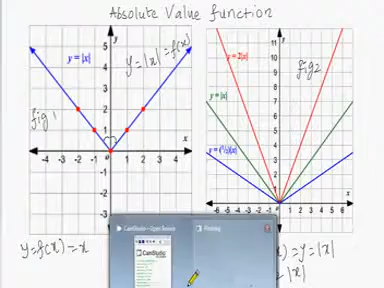 Absolute Value function
y = |x|
y = |x| = f(x)
fig 1
y
5
4
3
2
1
-4 -3 -2 -1 0 1 2 3 4
x
-1
-2
-3
y = f(x) = x
y = 2|x|
fig 2
y = |x|
y = (1/2)|x|
11
10
9
8
7
6
5
4
3
2
1
-6 -5 -4 -3 -2 -1 1 2 3 4 5 6
x
x) = y = |x|
= |x|
CamStudio - Open Source
CamStudio